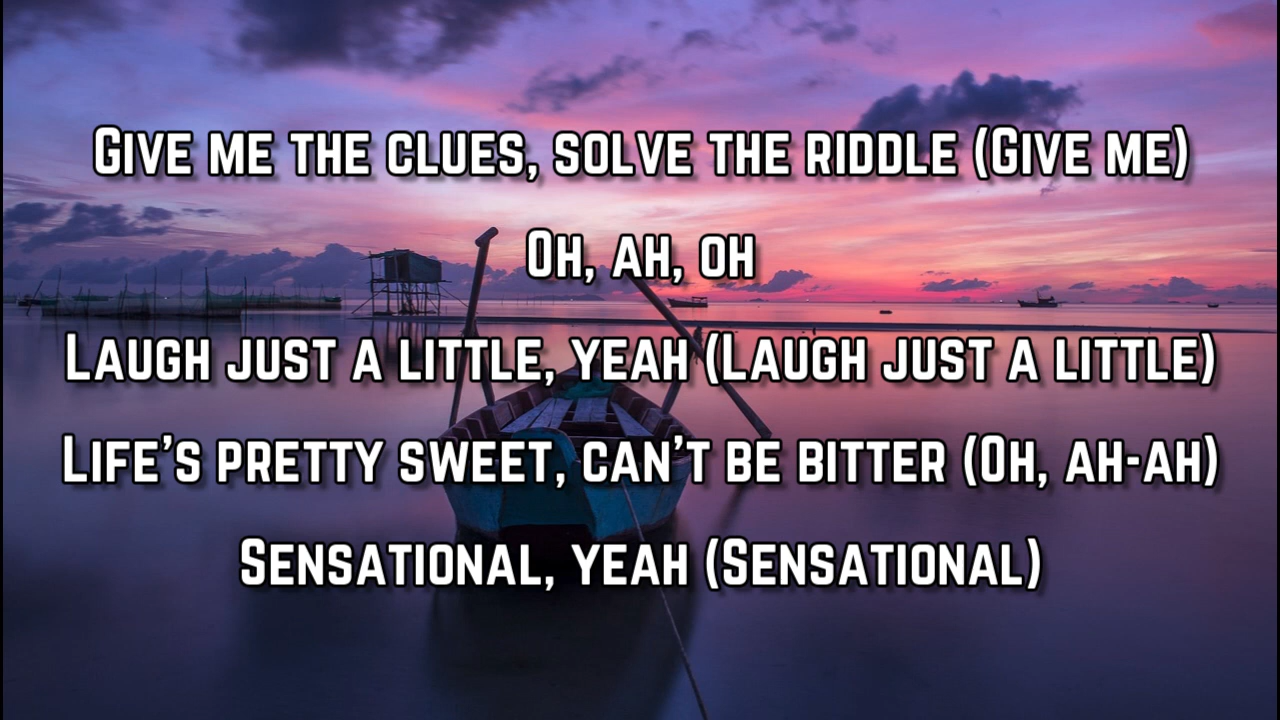 Give me the clues, solve the riddle (Give me)
Oh, ah, oh
Laugh just a little, yeah (Laugh just a little)
Life's pretty sweet, can't be bitter (Oh, ah-ah)
Sensational, yeah (Sensational)